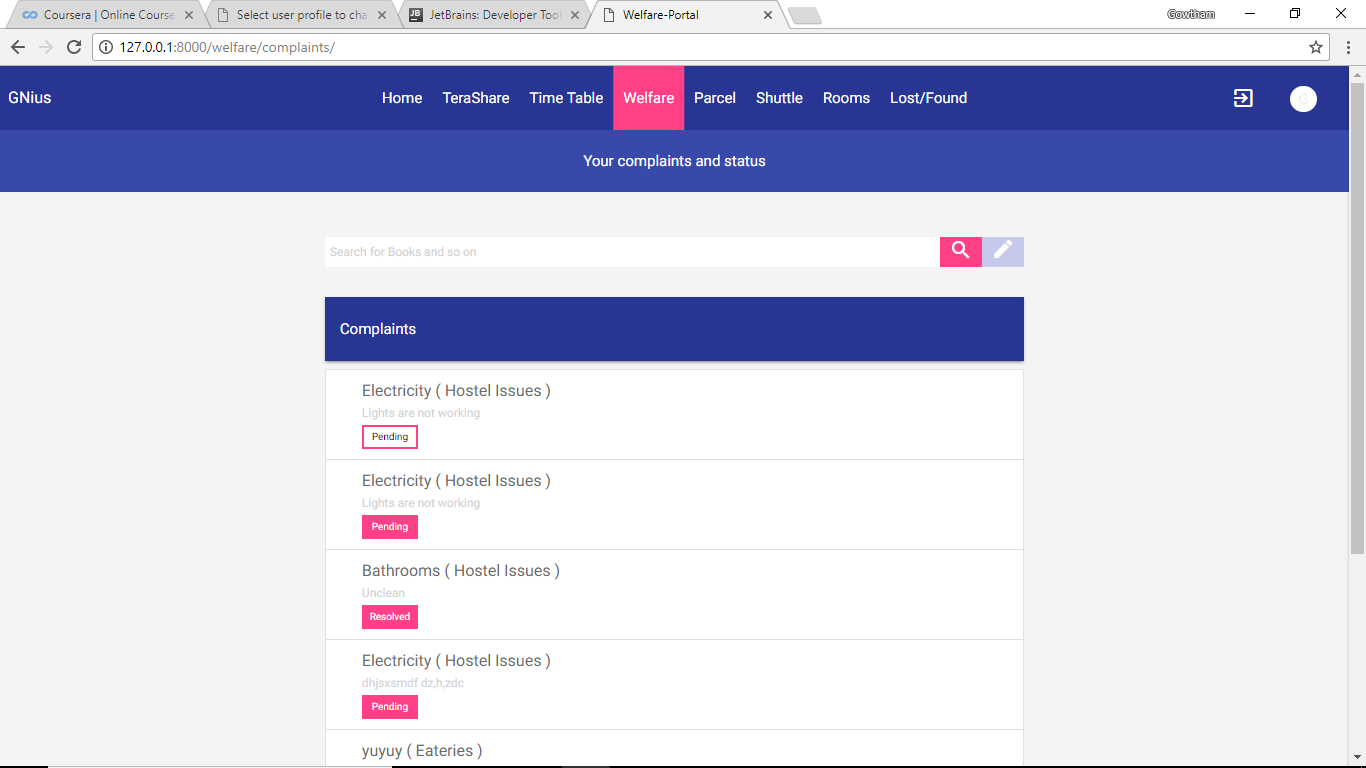 Coursera | Online Course
Select user profile to cha
JetBrains: Developer Tool
Welfare-Portal
Gowtham
127.0.0.1:8000/welfare/complaints/
GNius
Home TeraShare Time Table Welfare Parcel Shuttle Rooms Lost/Found
G
Your complaints and status
Search for Books and so on
Complaints
Electricity ( Hostel Issues )
Lights are not working
Pending
Electricity ( Hostel Issues )
Lights are not working
Pending
Bathrooms ( Hostel Issues )
Unclean
Resolved
Electricity ( Hostel Issues )
dhjsxsmdf dz,h,zdc
Pending
yuyuy ( Eateries )